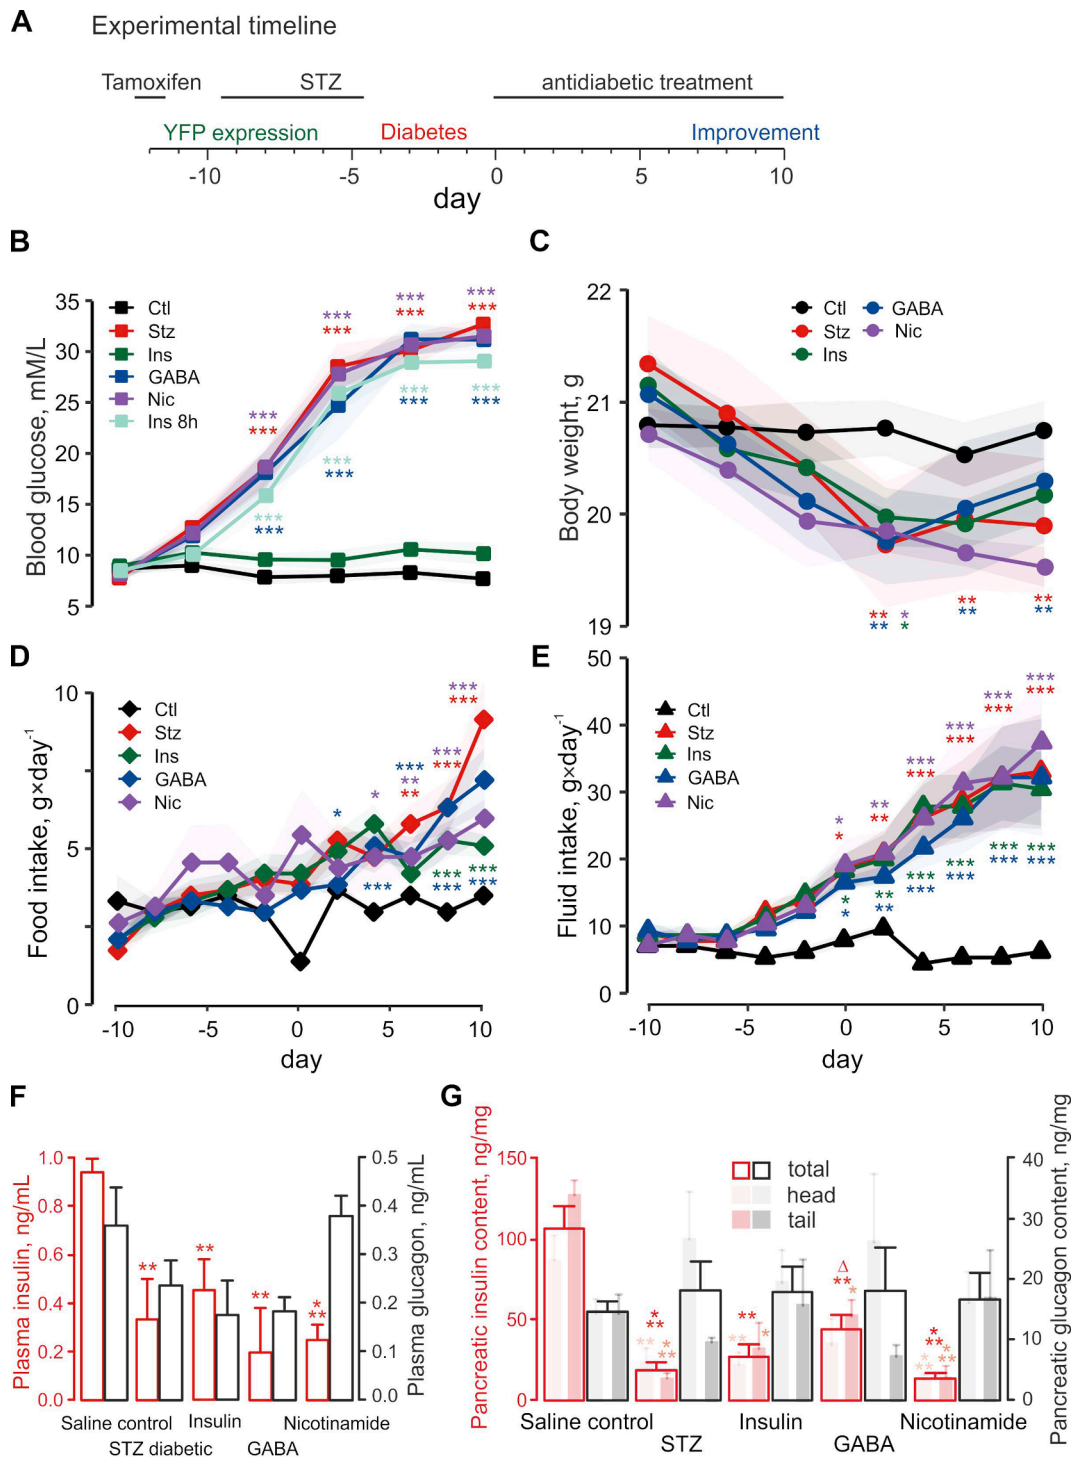 A Experimental timeline
Tamoxifen STZ antidiabetic treatment
YFP expression Diabetes Improvement
-10 -5 0 5 10
day
B
Blood glucose, mM/L
35
30
25
20
15
10
5
Ctl
Stz
Ins
GABA
Nic
Ins 8h
*** *** *** ***
*** *** *** ***
*** *** *** ***
*** *** *** ***
C
Body weight, g
22
21
20
19
Ctl GABA
Stz Nic
Ins
** * ** **
** * ** **
D
Food intake, g×day⁻¹
10
5
0
Ctl
Stz
Ins
GABA
Nic
* * *** ** ** *** *** *** ***
*** *** *** *** ***
-10 -5 0 5 10
day
E
Fluid intake, g×day⁻¹
50
40
30
20
10
0
Ctl
Stz
Ins
GABA
Nic
* ** *** *** *** ***
* ** *** *** *** ***
* ** *** *** *** ***
* ** *** *** *** ***
-10 -5 0 5 10
day
F
Plasma insulin, ng/mL
1.0
0.8
0.6
0.4
0.2
0.0
** ** ** * **
Plasma glucagon, ng/mL
0.5
0.4
0.3
0.2
0.1
0.0
Saline control Insulin Nicotinamide
STZ diabetic GABA
G
Pancreatic insulin content, ng/mg
150
100
50
0
total
head
tail
* ** ** * ** ** ** * Δ ** * * ** * ** * **
Pancreatic glucagon content, ng/mg
40
30
20
10
0
Saline control Insulin Nicotinamide
STZ GABA